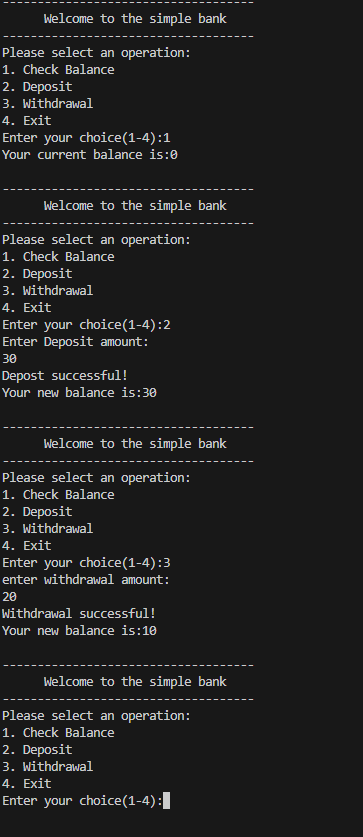 -----------------------------------
Welcome to the simple bank
-----------------------------------
Please select an operation:
1. Check Balance
2. Deposit
3. Withdrawal
4. Exit
Enter your choice(1-4):1
Your current balance is:0
-----------------------------------
Welcome to the simple bank
-----------------------------------
Please select an operation:
1. Check Balance
2. Deposit
3. Withdrawal
4. Exit
Enter your choice(1-4):2
Enter Deposit amount:
30
Depost successful!
Your new balance is:30
-----------------------------------
Welcome to the simple bank
-----------------------------------
Please select an operation:
1. Check Balance
2. Deposit
3. Withdrawal
4. Exit
Enter your choice(1-4):3
enter withdrawal amount:
20
Withdrawal successful!
Your new balance is:10
-----------------------------------
Welcome to the simple bank
-----------------------------------
Please select an operation:
1. Check Balance
2. Deposit
3. Withdrawal
4. Exit
Enter your choice(1-4):